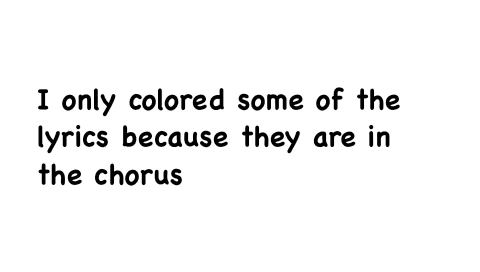 I only colored some of the
lyrics because they are in
the chorus